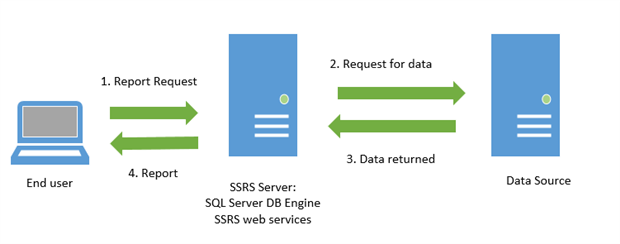 1. Report Request
2. Request for data
3. Data returned
4. Report
End user
SSRS Server:
SQL Server DB Engine
SSRS web services
Data Source